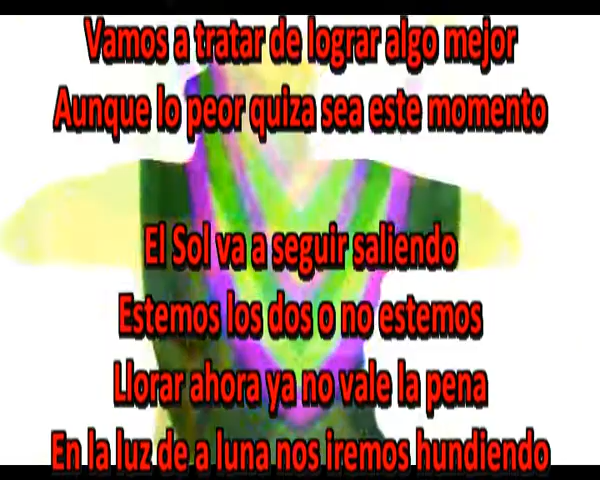 Vamos a tratar de lograr algo mejor
Aunque lo peor quiza sea este momento
El Sol va a seguir saliendo
Estemos los dos o no estemos
Llorar ahora ya no vale la pena
En la luz de a luna nos iremos hundiendo